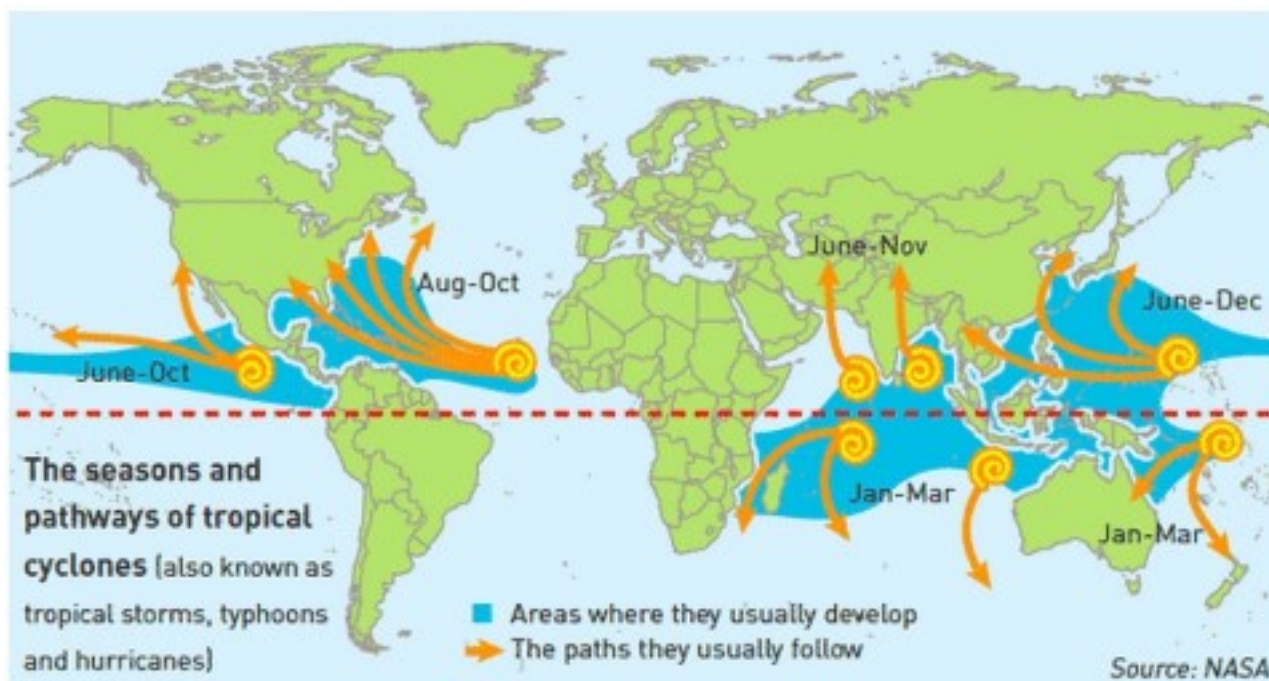 June-Nov
Aug-Oct
June-Dec
June-Oct
The seasons and
pathways of tropical
cyclones (also known as
tropical storms, typhoons
and hurricanes)
Jan-Mar
Jan-Mar
Areas where they usually develop
The paths they usually follow
Source: NASA